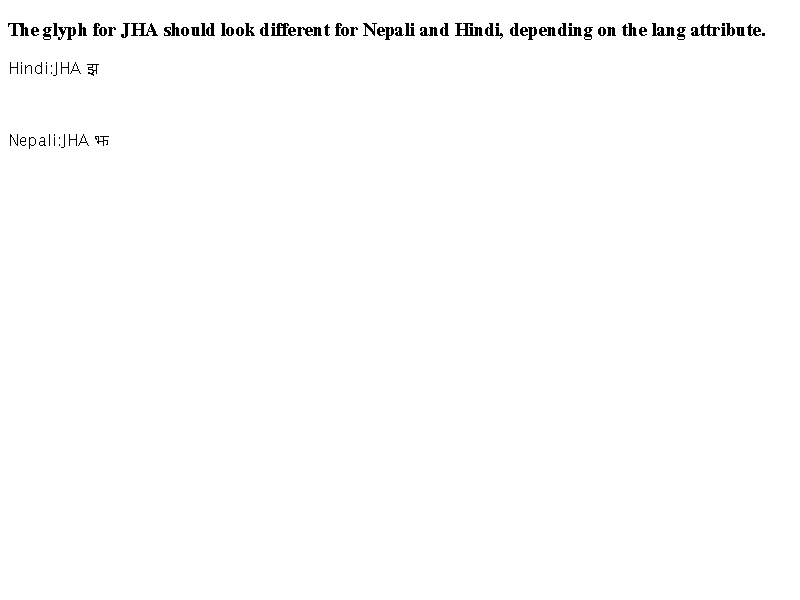 The glyph for JHA should look different for Nepali and Hindi, depending on the lang attribute.
Hindi:JHA झ
Nepali:JHA झ